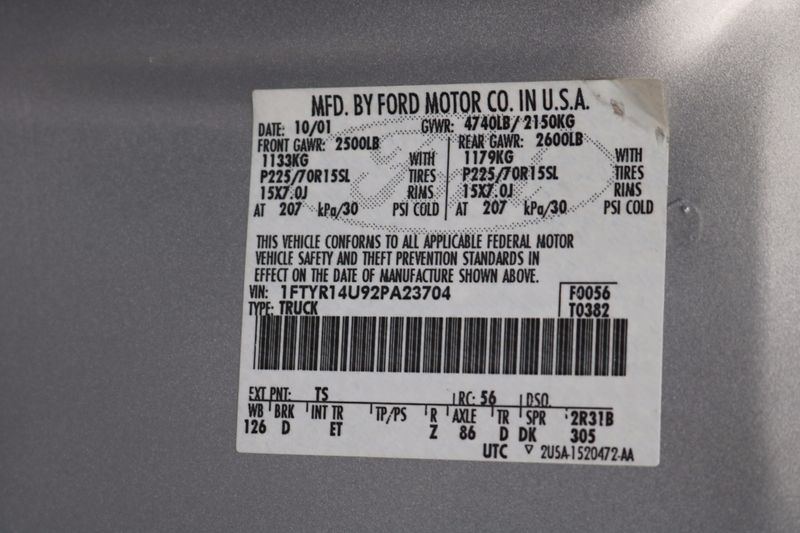 MFD. BY FORD MOTOR CO. IN U.S.A.
DATE: 10/01 GVWR: 4740LB/ 2150KG
FRONT GAWR: 2500LB REAR GAWR: 2600LB
1133KG WITH 1179KG WITH
P225/70R15SL TIRES P225/70R15SL TIRES
15X7.0J RIMS 15X7.0J RIMS
AT 207 kPa/30 PSI COLD AT 207 kPa/30 PSI COLD
THIS VEHICLE CONFORMS TO ALL APPLICABLE FEDERAL MOTOR
VEHICLE SAFETY AND THEFT PREVENTION STANDARDS IN
EFFECT ON THE DATE OF MANUFACTURE SHOWN ABOVE.
VIN: 1FTYR14U92PA23704 F0056
TYPE: TRUCK T0382
EXT PNT: TS RC: 56 DSO
WB BRK INT TR TP/PS R AXLE TR SPR 2R31B
126 D ET Z 86 D DK 305
UTC ▽ 2U5A-1520472-AA